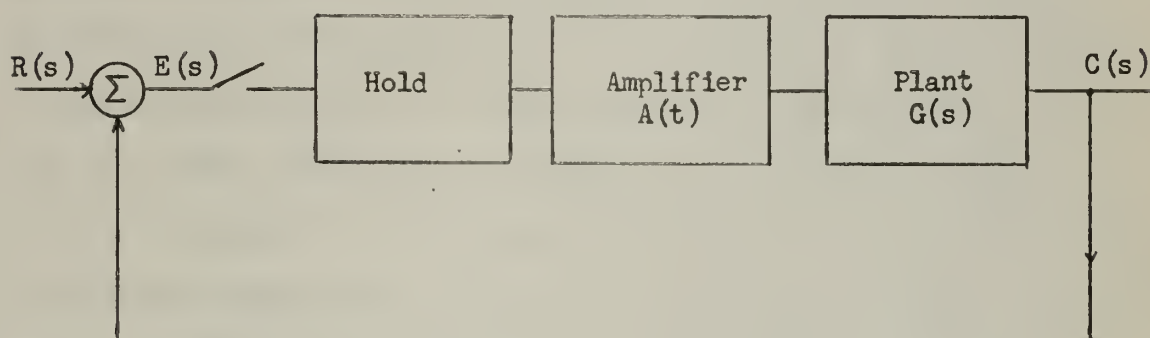 R(s)
Σ
E(s)
Hold
Amplifier
A(t)
Plant
G(s)
C(s)